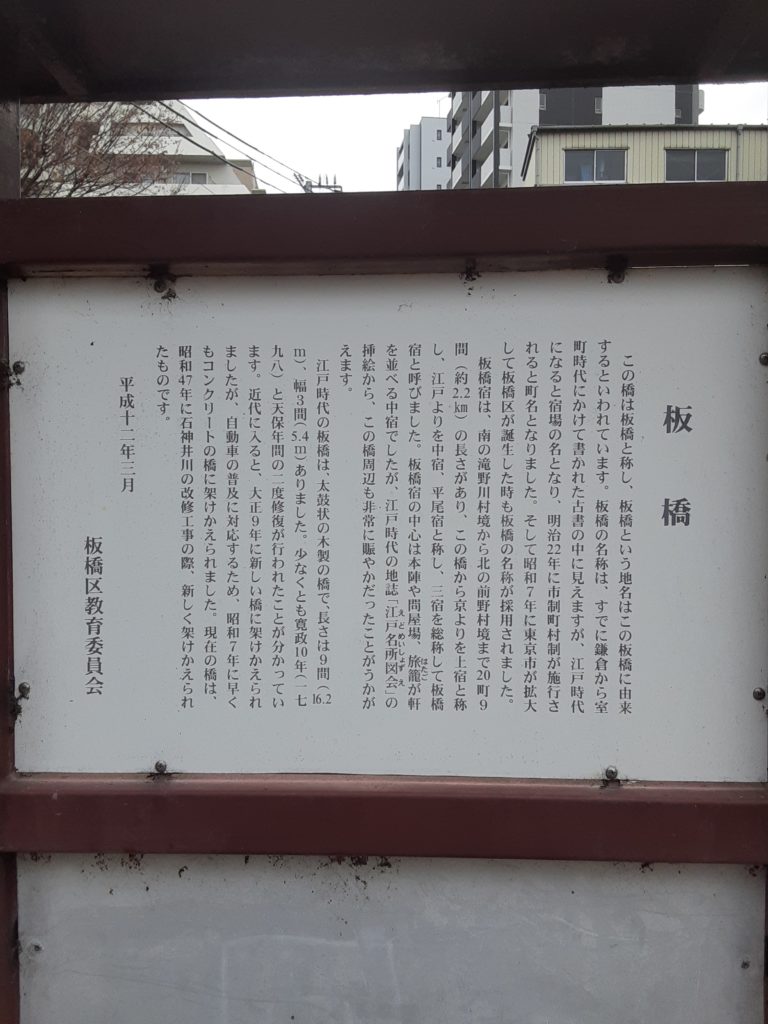 板橋
この橋は板橋と称し、板橋という地名はこの板橋に由来
するといわれています。板橋の名称は、すでに鎌倉から室
町時代にかけて書かれた古書の中に見えますが、江戸時代
になると宿場の名となり、明治22年に市制町村制が施行さ
れると町名となりました。そして昭和7年に東京市が拡大
して板橋区が誕生した時も板橋の名称が採用されました。
板橋宿は、南の滝野川村境から北の前野村境まで20町9
間(約2.2㎞)の長さがあり、この橋から京よりを上宿と称
し、江戸よりを中宿、平尾宿と称し、三宿を総称して板橋
宿と呼びました。板橋宿の中心は本陣や問屋場、旅籠が軒
はたご
を並べる中宿でしたが、江戸時代の地誌「江戸名所図会」の
えどめいしょずえ
挿絵から、この橋周辺も非常に賑やかだったことがうかが
えます。
江戸時代の板橋は、太鼓状の木製の橋で、長さは9間(16.2
m)、幅3間(5.4m)ありました。少なくとも寛政10年(一七
九八)と天保年間の二度修復が行われたことが分かってい
ます。近代に入ると、大正9年に新しい橋に架けかえられ
ましたが、自動車の普及に対応するため、昭和7年に早く
もコンクリートの橋に架けかえられました。現在の橋は、
昭和47年に石神井川の改修工事の際、新しく架けかえられ
たものです。
平成十二年三月
板橋区教育委員会